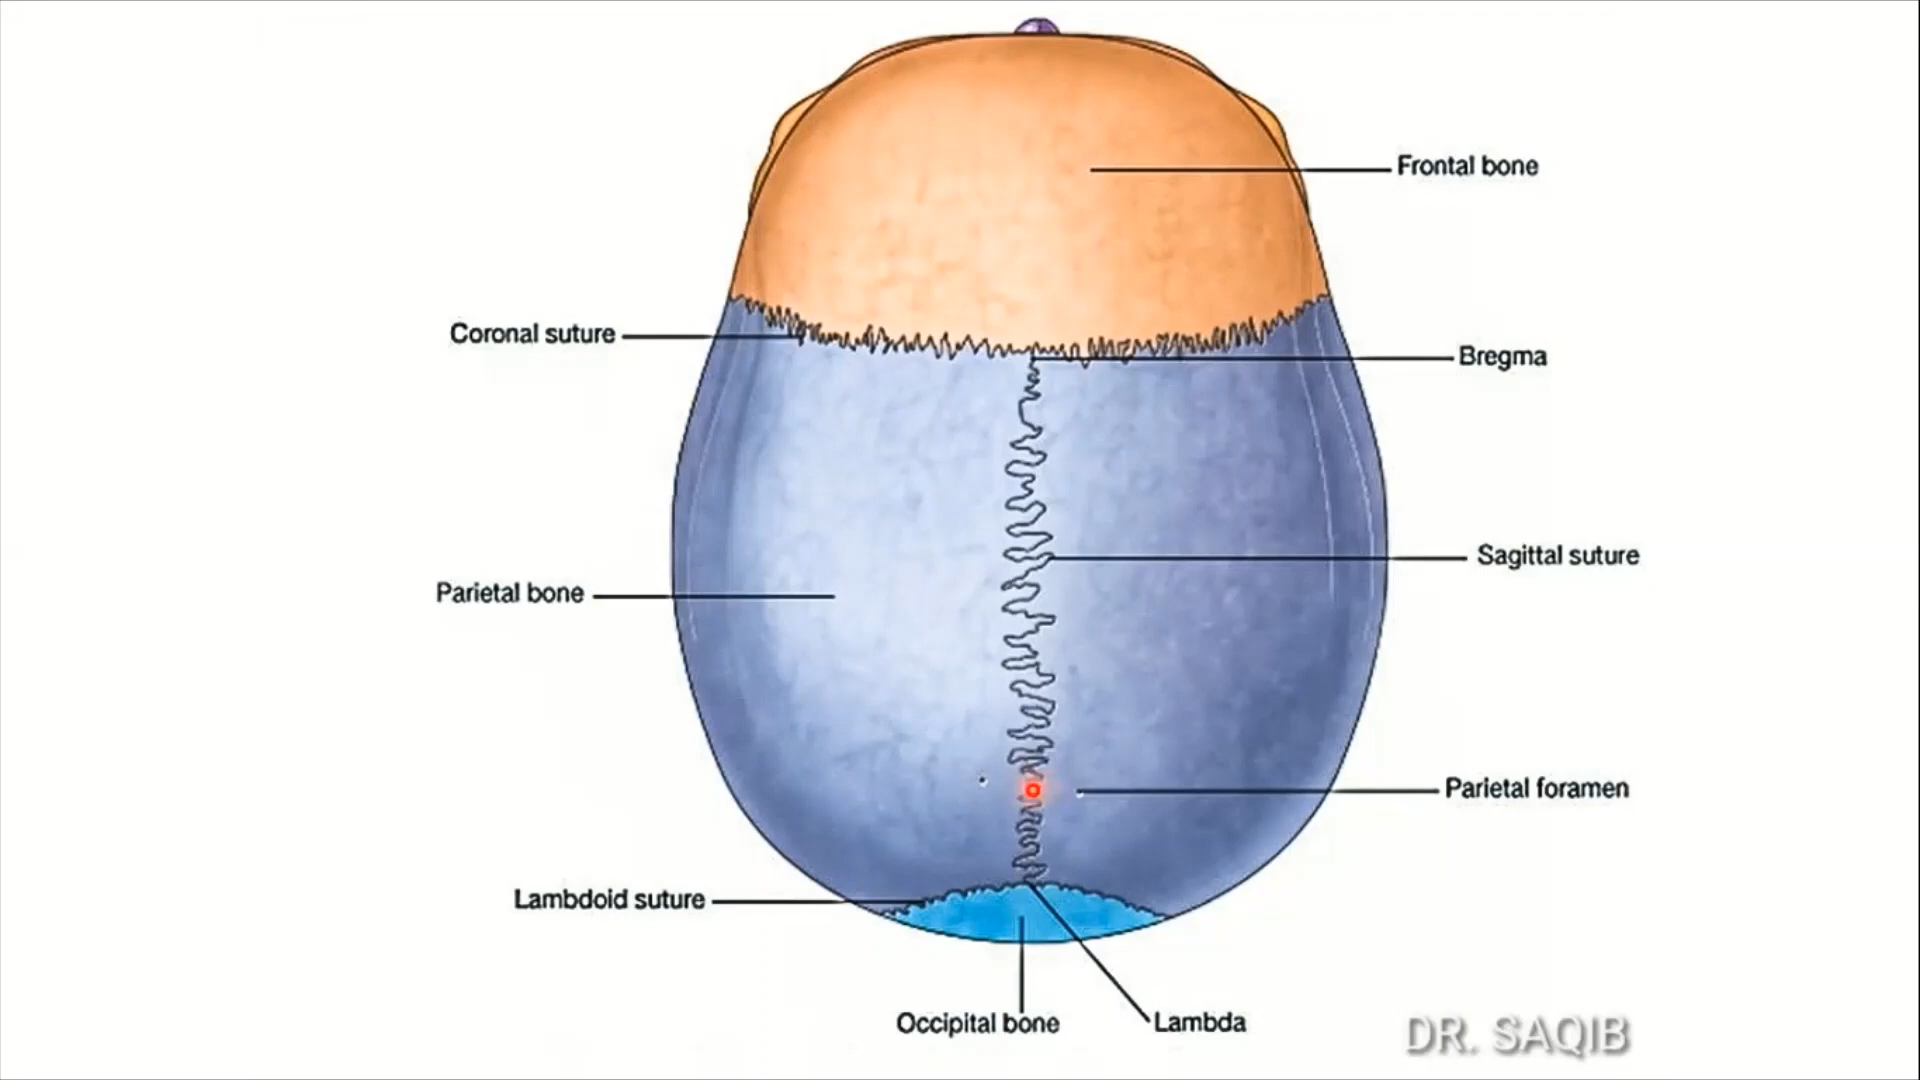 Frontal bone
Coronal suture
Bregma
Sagittal suture
Parietal bone
Parietal foramen
Lambdoid suture
Occipital bone
Lambda
DR. SAQIB